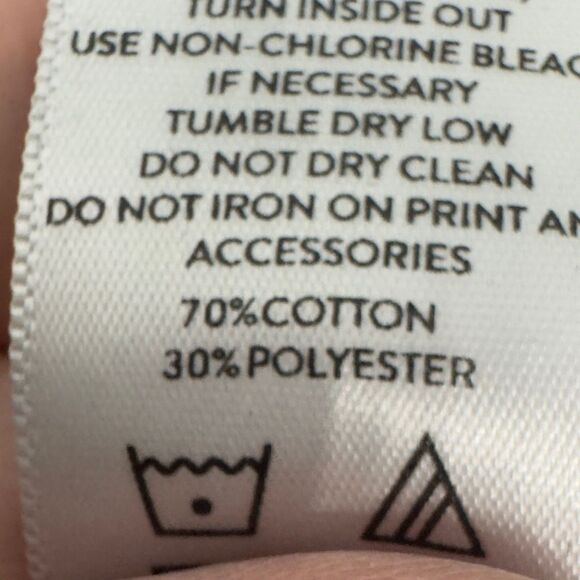 TURN INSIDE OUT
USE NON-CHLORINE BLEAC
IF NECESSARY
TUMBLE DRY LOW
DO NOT DRY CLEAN
DO NOT IRON ON PRINT AN
ACCESSORIES
70%COTTON
30%POLYESTER